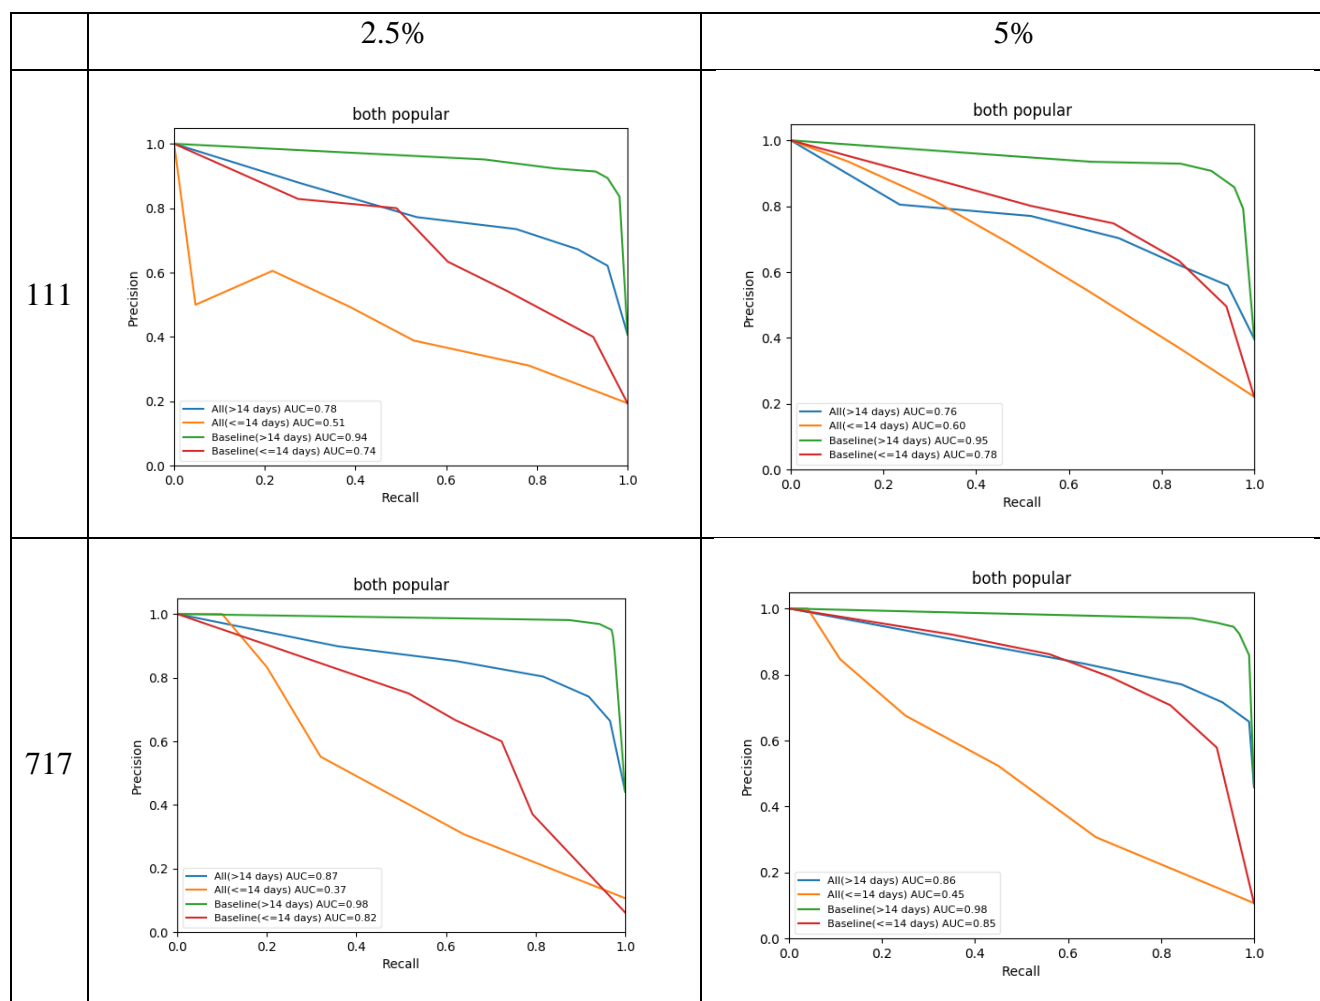 2.5%
5%
111
both popular
Precision
1.0
0.8
0.6
0.4
0.2
0.0
All(>14 days) AUC=0.78
All(<=14 days) AUC=0.51
Baseline(>14 days) AUC=0.94
Baseline(<=14 days) AUC=0.74
0.0 0.2 0.4 0.6 0.8 1.0
Recall
both popular
Precision
1.0
0.8
0.6
0.4
0.2
0.0
All(>14 days) AUC=0.76
All(<=14 days) AUC=0.60
Baseline(>14 days) AUC=0.95
Baseline(<=14 days) AUC=0.78
0.0 0.2 0.4 0.6 0.8 1.0
Recall
717
both popular
Precision
1.0
0.8
0.6
0.4
0.2
0.0
All(>14 days) AUC=0.87
All(<=14 days) AUC=0.37
Baseline(>14 days) AUC=0.98
Baseline(<=14 days) AUC=0.82
0.0 0.2 0.4 0.6 0.8 1.0
Recall
both popular
Precision
1.0
0.8
0.6
0.4
0.2
0.0
All(>14 days) AUC=0.86
All(<=14 days) AUC=0.45
Baseline(>14 days) AUC=0.98
Baseline(<=14 days) AUC=0.85
0.0 0.2 0.4 0.6 0.8 1.0
Recall